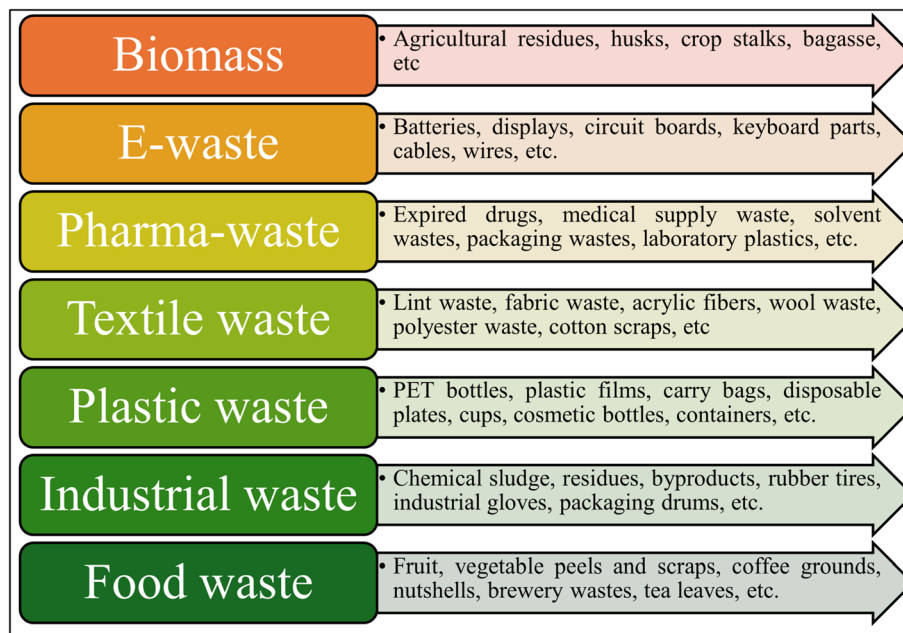 Biomass
• Agricultural residues, husks, crop stalks, bagasse,
etc
E-waste
• Batteries, displays, circuit boards, keyboard parts,
cables, wires, etc.
Pharma-waste
• Expired drugs, medical supply waste, solvent
wastes, packaging wastes, laboratory plastics, etc.
Textile waste
• Lint waste, fabric waste, acrylic fibers, wool waste,
polyester waste, cotton scraps, etc
Plastic waste
• PET bottles, plastic films, carry bags, disposable
plates, cups, cosmetic bottles, containers, etc.
Industrial waste
• Chemical sludge, residues, byproducts, rubber tires,
industrial gloves, packaging drums, etc.
Food waste
• Fruit, vegetable peels and scraps, coffee grounds,
nutshells, brewery wastes, tea leaves, etc.